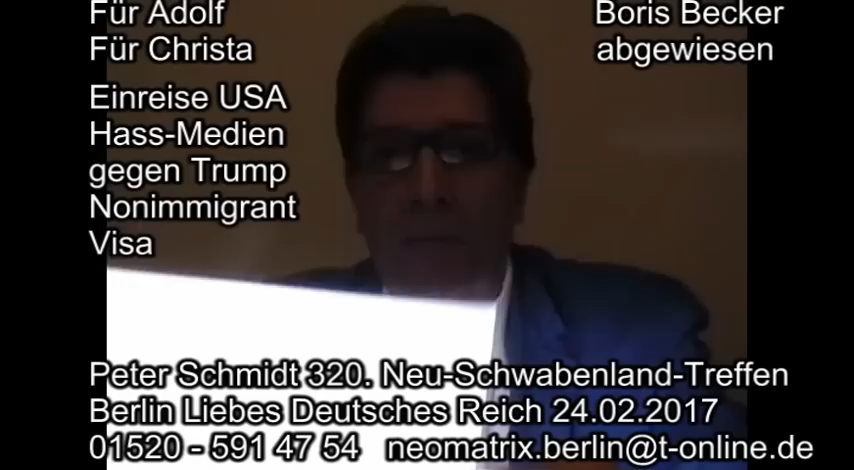 Für Adolf
Für Christa
Boris Becker
abgewiesen
Einreise USA
Hass-Medien
gegen Trump
Nonimmigrant
Visa
Peter Schmidt 320. Neu-Schwabenland-Treffen
Berlin Liebes Deutsches Reich 24.02.2017
01520 - 591 47 54 neomatrix.berlin@t-online.de